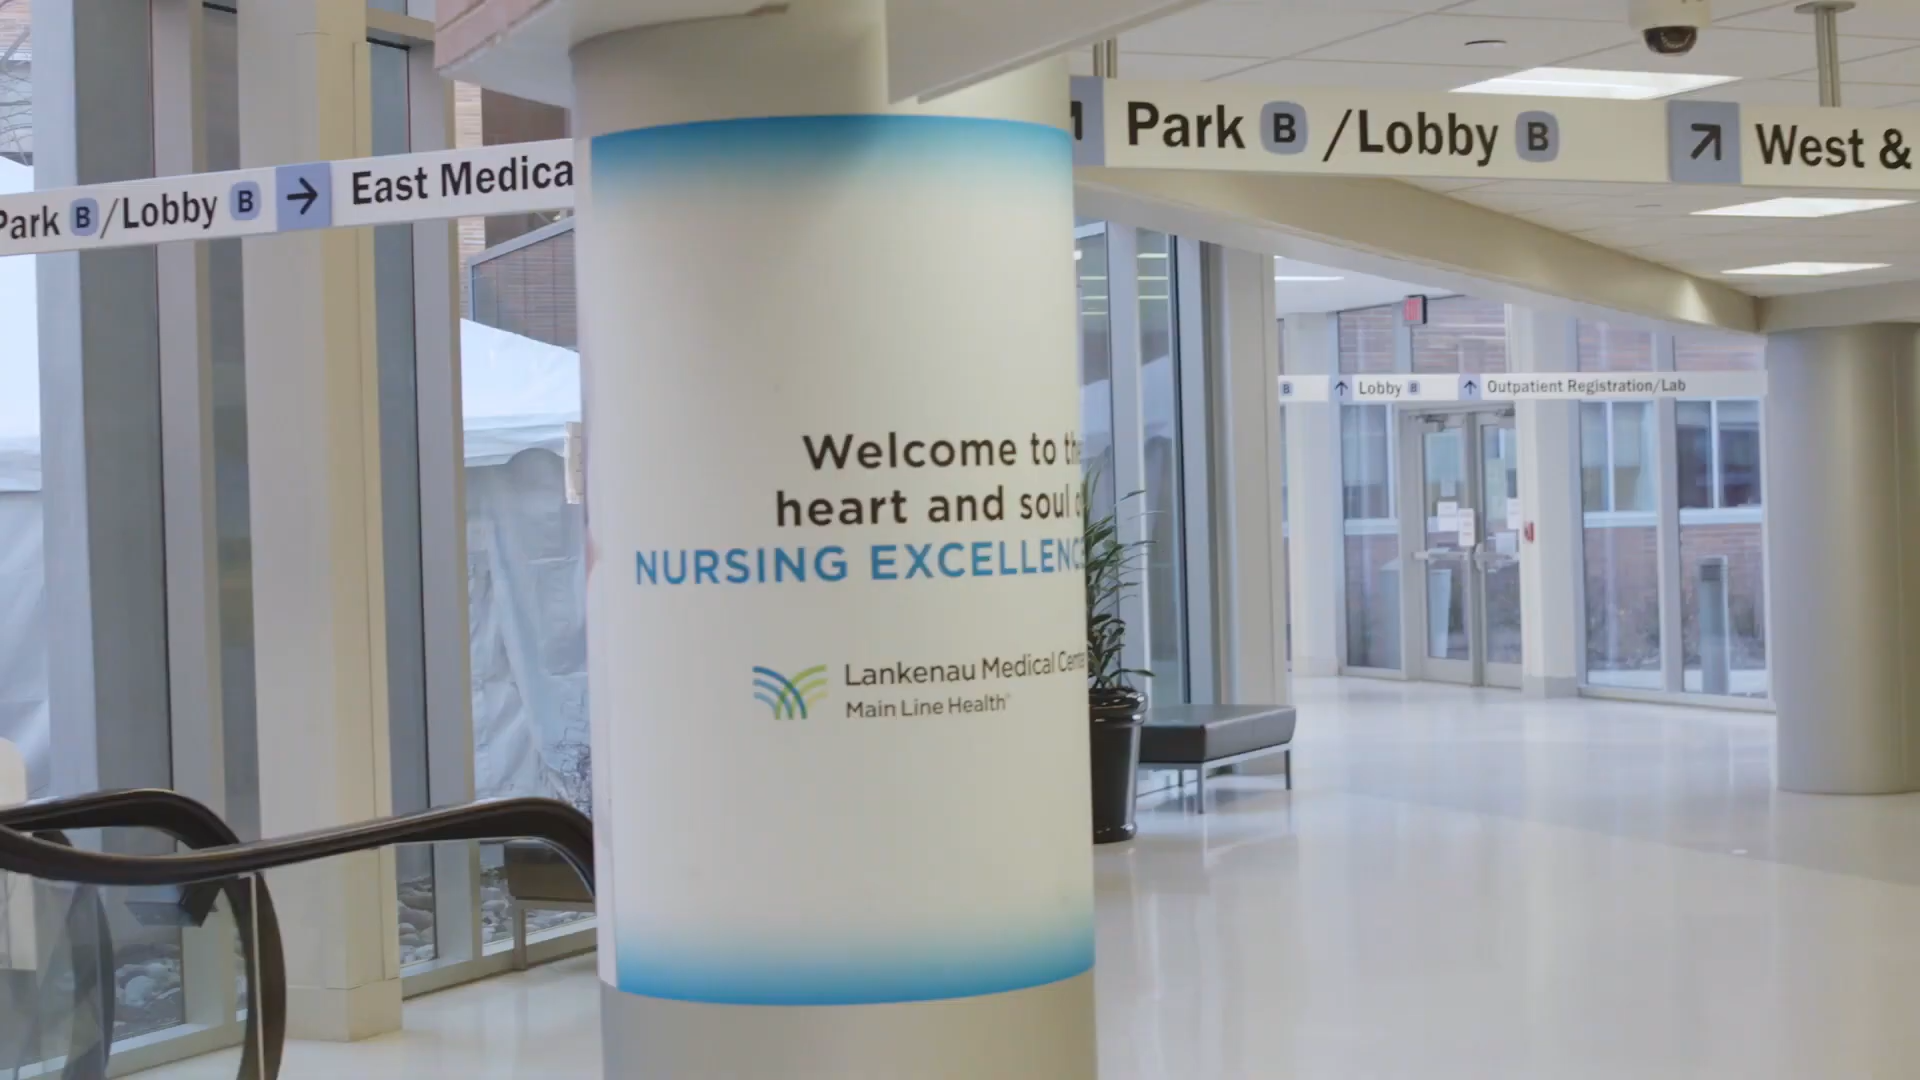 Park B /Lobby B → East Medica
Park B /Lobby B ↗ West &
B ↑ Lobby B ↑ Outpatient Registration/Lab
Welcome to th
heart and soul
NURSING EXCELLENC
Lankenau Medical Cente
Main Line Health®